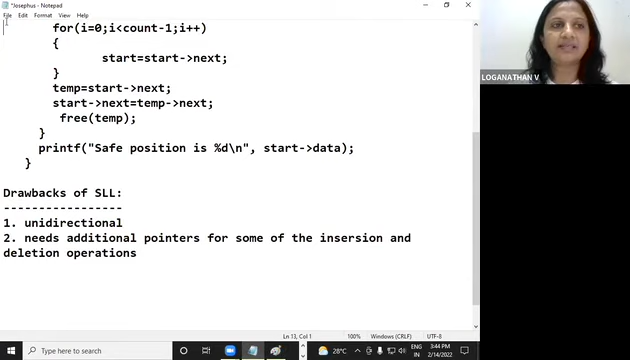 *Josephus - Notepad
File Edit Format View Help
for(i=0;i<count-1;i++)
{
start=start->next;
}
temp=start->next;
start->next=temp->next;
free(temp);
}
printf("Safe position is %d\n", start->data);
}
Drawbacks of SLL:
-----------------
1. unidirectional
2. needs additional pointers for some of the insersion and
deletion operations
LOGANATHAN V
Ln 13, Col 1
100%
Windows (CRLF)
UTF-8
Type here to search
28°C
ENG
IN
3:44 PM
2/14/2022